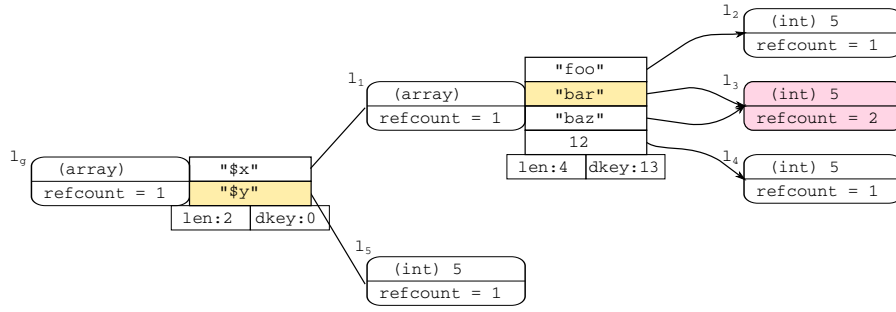 l2
(int) 5
refcount = 1
"foo"
l1
(array)
"bar"
l3
(int) 5
refcount = 1
"baz"
refcount = 2
12
l4
(int) 5
len:4
dkey:13
refcount = 1
lg
(array)
"$x"
refcount = 1
"$y"
len:2
dkey:0
l5
(int) 5
refcount = 1